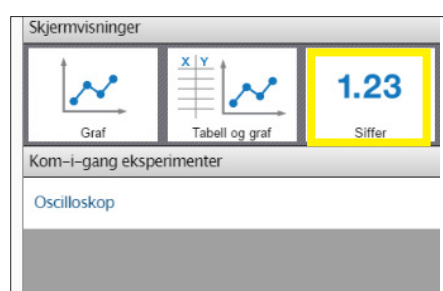 Skjermvisninger
X Y
1.23
Graf
Tabell og graf
Siffer
Kom-i-gang eksperimenter
Oscilloskop